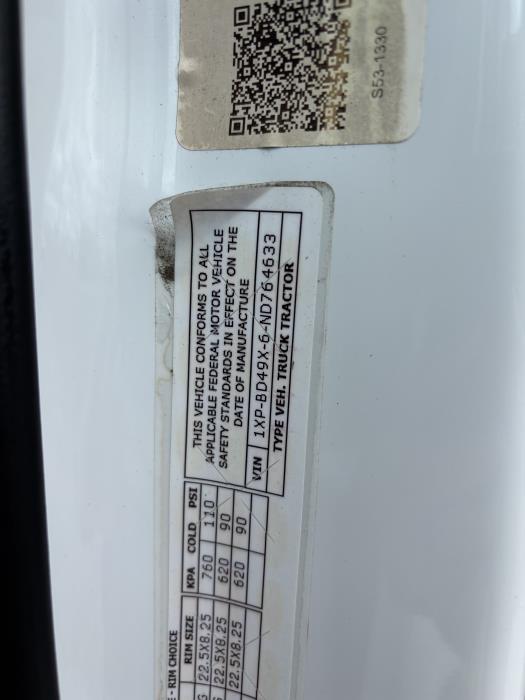 S53-1330
THIS VEHICLE CONFORMS TO ALL
APPLICABLE FEDERAL MOTOR VEHICLE
SAFETY STANDARDS IN EFFECT ON THE
DATE OF MANUFACTURE
VIN 1XP-BD49X-6-ND764633
TYPE VEH. TRUCK TRACTOR
- RIM CHOICE
RIM SIZE KPA COLD PSI
G 22.5X8.25 760 110
G 22.5X8.25 620 90
22.5X8.25 620 90